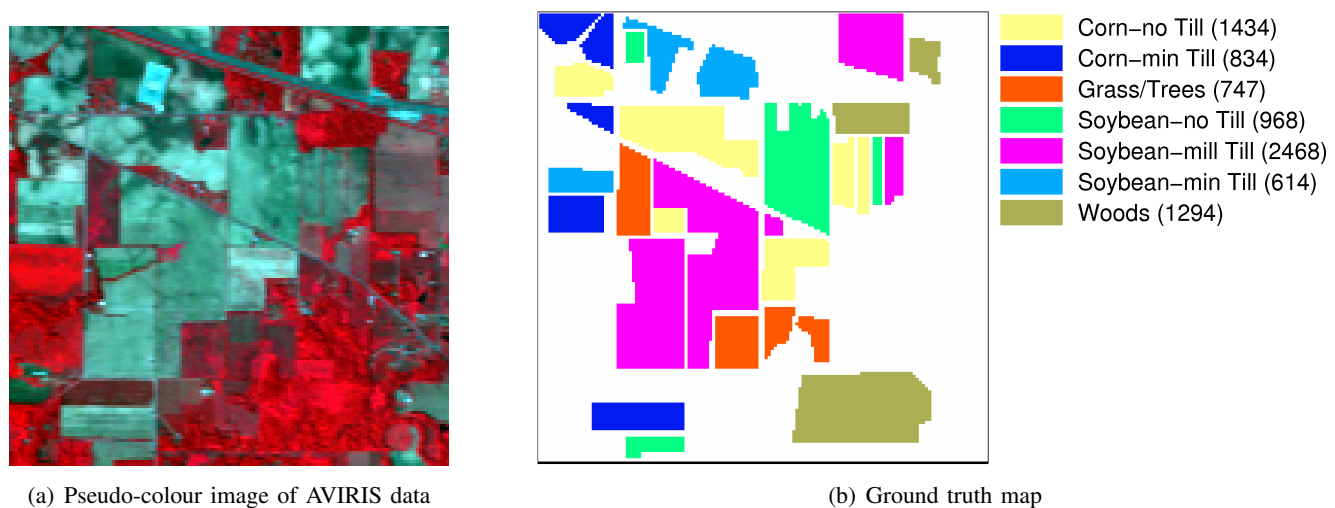 Corn−no Till (1434)
Corn−min Till (834)
Grass/Trees (747)
Soybean−no Till (968)
Soybean−mill Till (2468)
Soybean−min Till (614)
Woods (1294)
(a) Pseudo-colour image of AVIRIS data
(b) Ground truth map